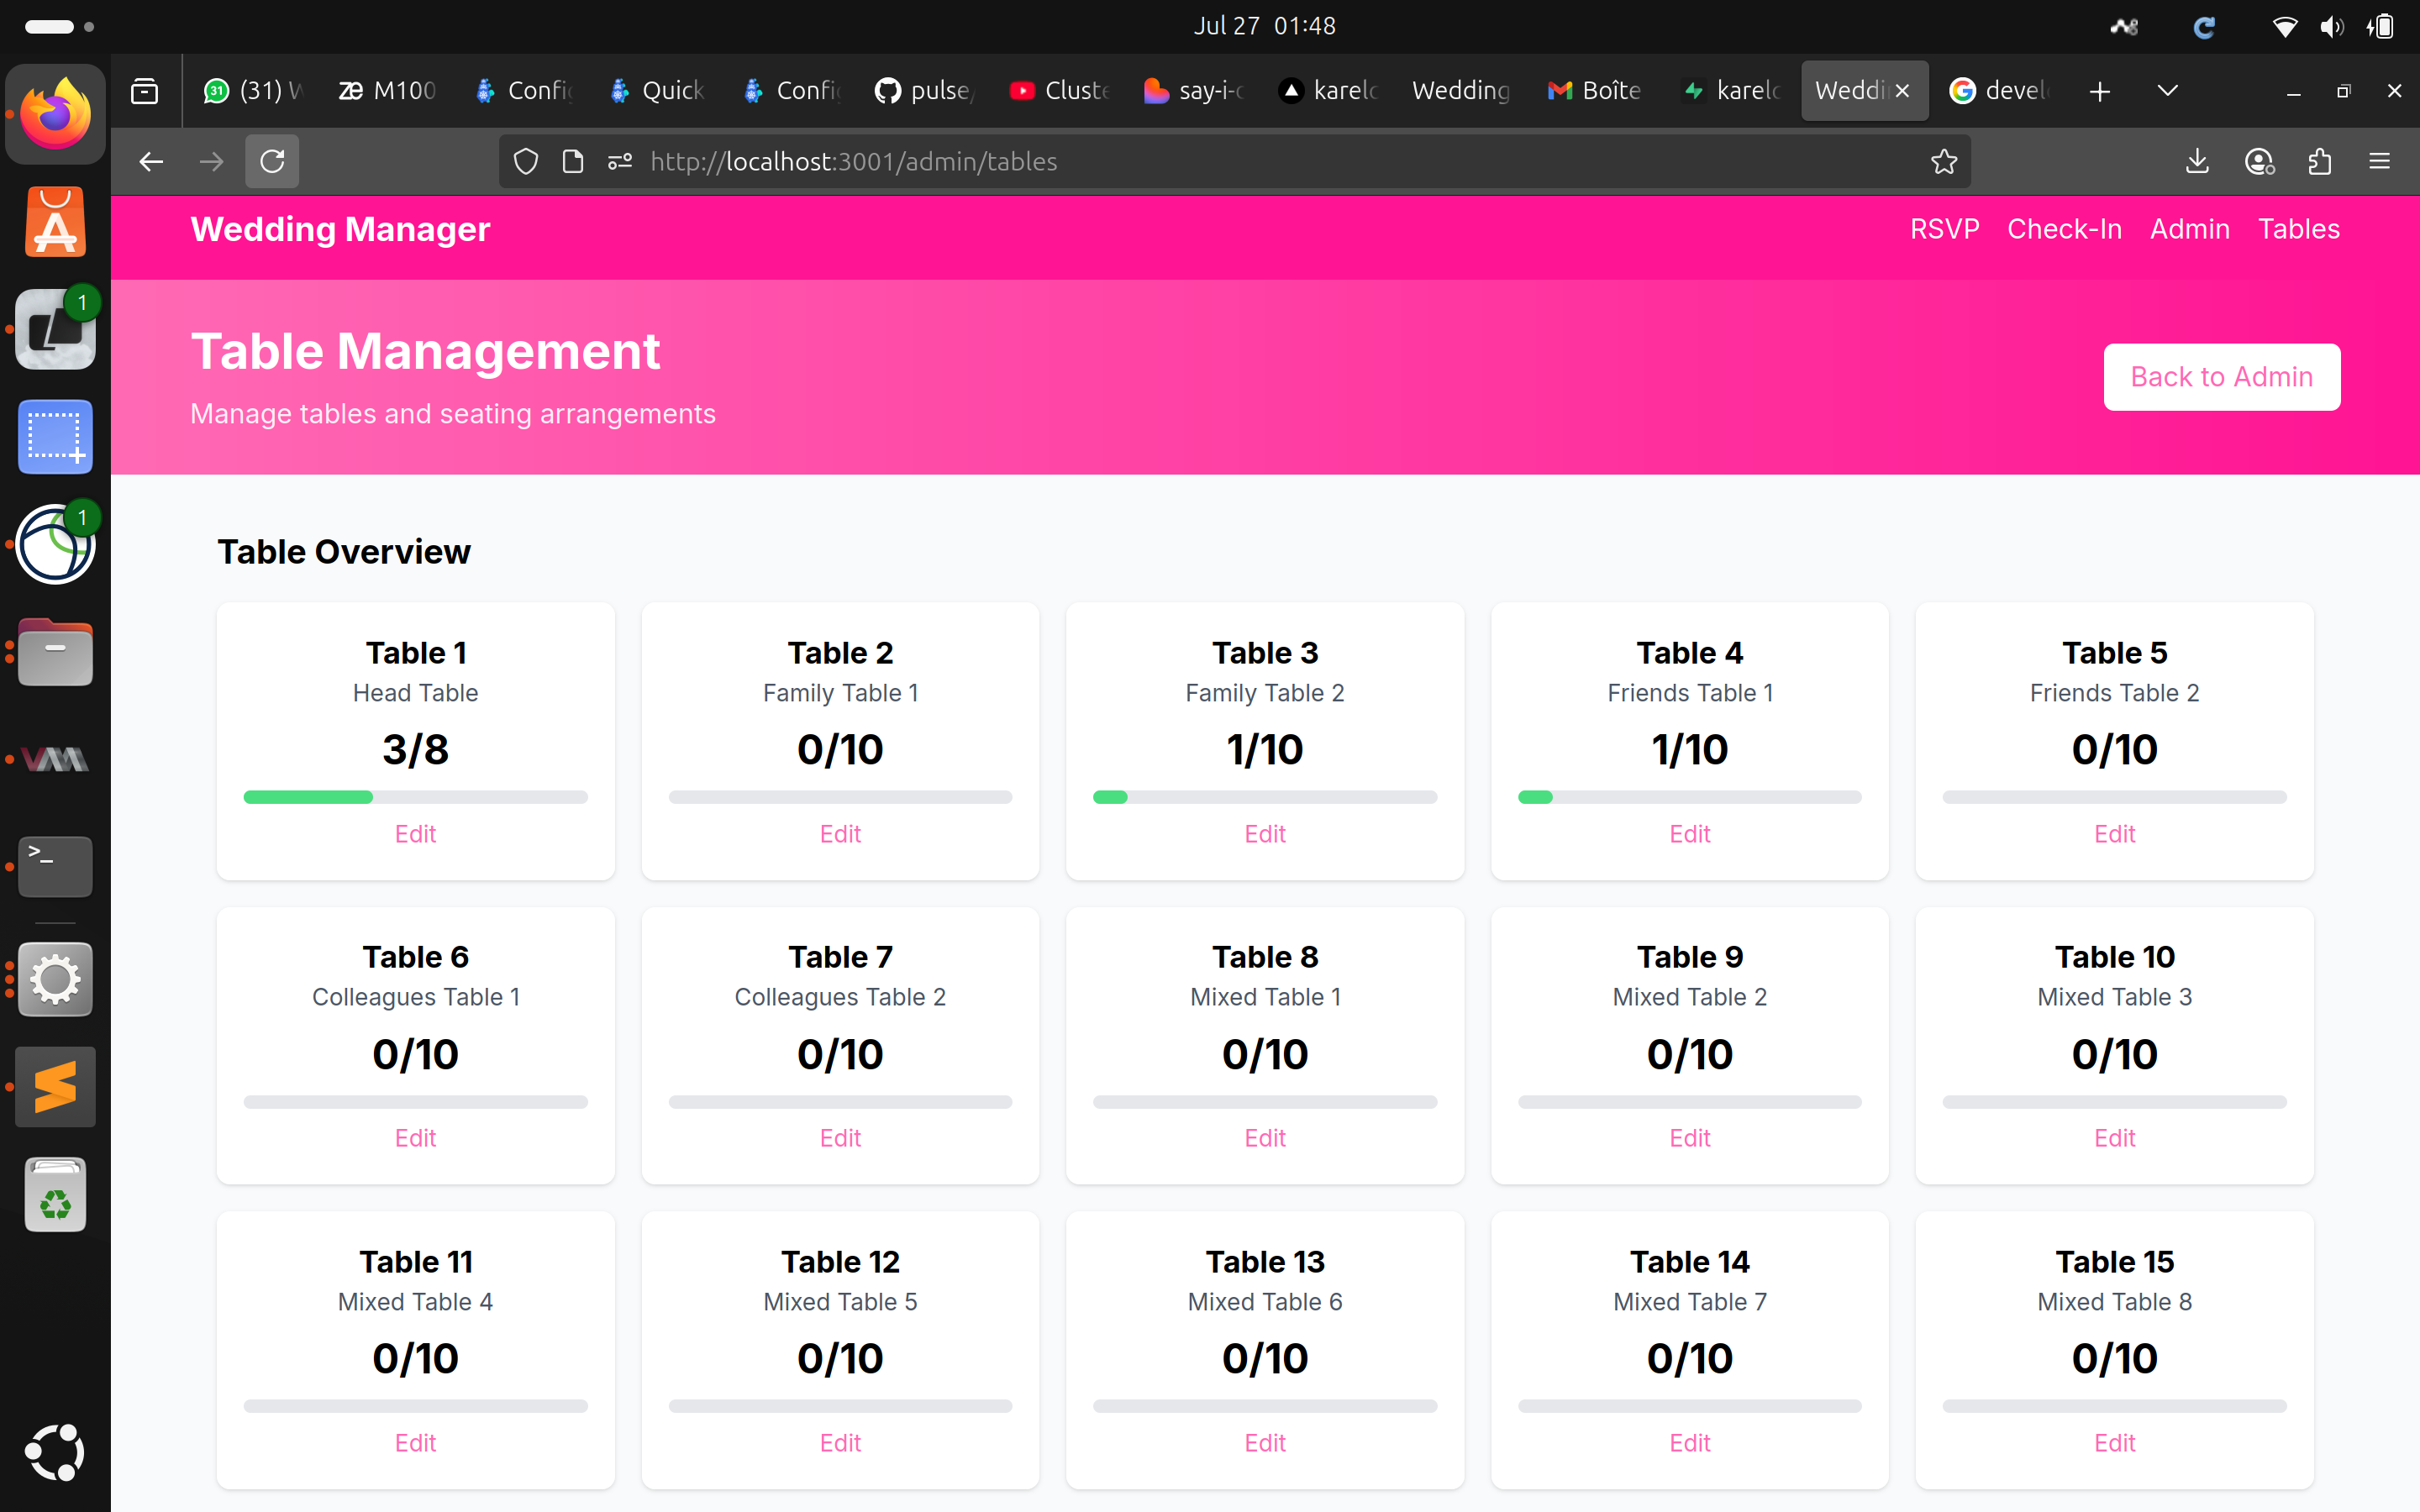 Jul 27 01:48
(31) W
M100
Config
Quick
Config
pulse/
Cluste
say-i-d
karelo
Wedding
Boîte
karelo
Weddi
devel
http://localhost:3001/admin/tables
Wedding Manager
RSVP Check-In Admin Tables
Table Management
Manage tables and seating arrangements
Back to Admin
Table Overview
Table 1
Head Table
3/8
Edit
Table 2
Family Table 1
0/10
Edit
Table 3
Family Table 2
1/10
Edit
Table 4
Friends Table 1
1/10
Edit
Table 5
Friends Table 2
0/10
Edit
Table 6
Colleagues Table 1
0/10
Edit
Table 7
Colleagues Table 2
0/10
Edit
Table 8
Mixed Table 1
0/10
Edit
Table 9
Mixed Table 2
0/10
Edit
Table 10
Mixed Table 3
0/10
Edit
Table 11
Mixed Table 4
0/10
Edit
Table 12
Mixed Table 5
0/10
Edit
Table 13
Mixed Table 6
0/10
Edit
Table 14
Mixed Table 7
0/10
Edit
Table 15
Mixed Table 8
0/10
Edit
1
1